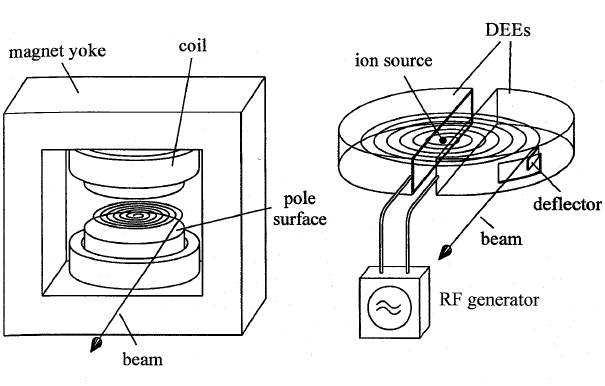 magnet yoke
coil
pole
surface
beam
DEEs
ion source
deflector
beam
RF generator